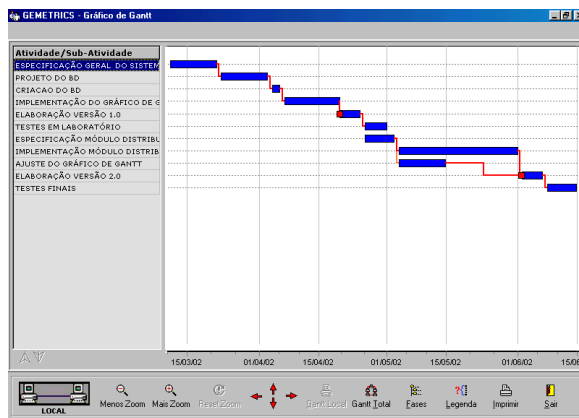 GEMETRICS - Gráfico de Gantt
Atividade/Sub-Atividade
ESPECIFICAÇÃO GERAL DO SISTEM
PROJETO DO BD
CRIACAO DO BD
IMPLEMENTAÇÃO DO GRÁFICO DE G
ELABORAÇÃO VERSÃO 1.0
TESTES EM LABORATÓRIO
ESPECIFICAÇÃO MÓDULO DISTRIBU
IMPLEMENTAÇÃO MÓDULO DISTRIB
AJUSTE DO GRÁFICO DE GANTT
ELABORAÇÃO VERSÃO 2.0
TESTES FINAIS
15/03/02 01/04/02 15/04/02 01/05/02 15/05/02 01/06/02 15/06
LOCAL Menos Zoom Mais Zoom Reset Zoom Gantt Local Gantt Total Fases Legenda Imprimir Sair